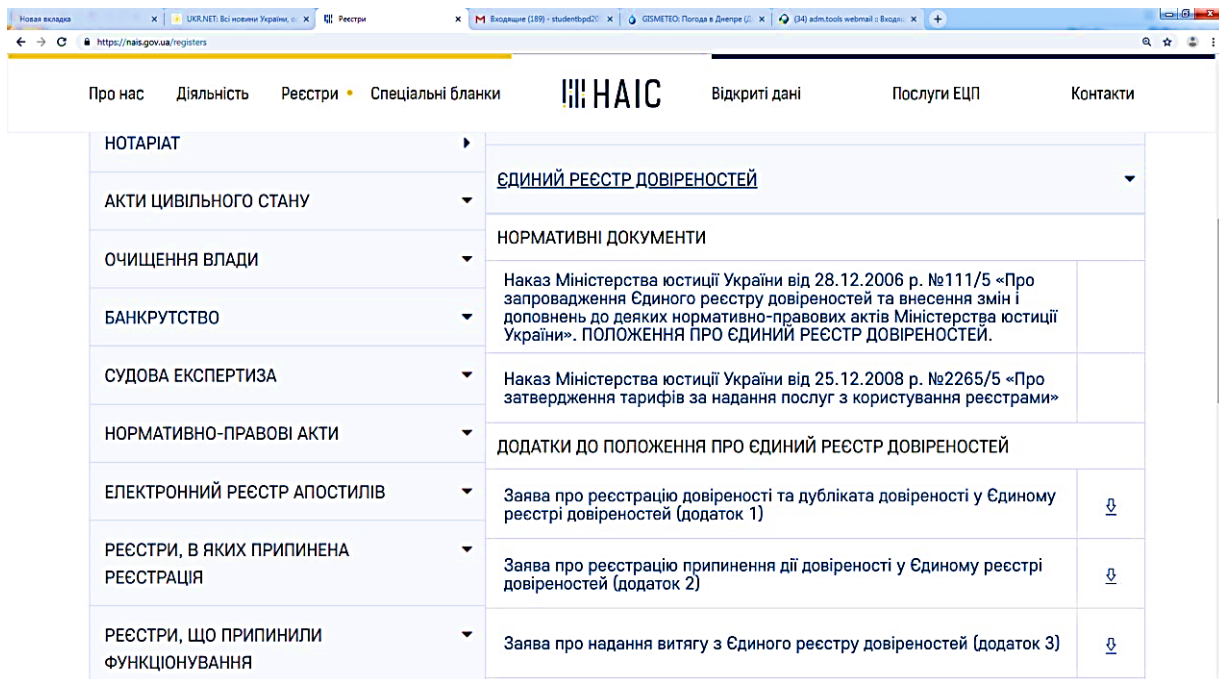 Новая вкладка
UKR.NET: Всі новини України,
Реєстри
Входящие (189) - studentbpd20
GISMETEO: Погода в Днепре
(34) adm.tools webmail ::
https://nais.gov.ua/registers
Про нас Діяльність Реєстри Спеціальні бланки НАІС Відкриті дані Послуги ЕЦП Контакти
НОТАРІАТ
АКТИ ЦИВІЛЬНОГО СТАНУ
ОЧИЩЕННЯ ВЛАДИ
БАНКРУТСТВО
СУДОВА ЕКСПЕРТИЗА
НОРМАТИВНО-ПРАВОВІ АКТИ
ЕЛЕКТРОННИЙ РЕЄСТР АПОСТИЛІВ
РЕЄСТРИ, В ЯКИХ ПРИПИНЕНА
РЕЄСТРАЦІЯ
РЕЄСТРИ, ЩО ПРИПИНИЛИ
ФУНКЦІОНУВАННЯ
ЄДИНИЙ РЕЄСТР ДОВІРЕНОСТЕЙ
НОРМАТИВНІ ДОКУМЕНТИ
Наказ Міністерства юстиції України від 28.12.2006 р. №111/5 «Про
запровадження Єдиного реєстру довіреностей та внесення змін і
доповнень до деяких нормативно-правових актів Міністерства юстиції
України». ПОЛОЖЕННЯ ПРО ЄДИНИЙ РЕЄСТР ДОВІРЕНОСТЕЙ.
Наказ Міністерства юстиції України від 25.12.2008 р. №2265/5 «Про
затвердження тарифів за надання послуг з користування реєстрами»
ДОДАТКИ ДО ПОЛОЖЕННЯ ПРО ЄДИНИЙ РЕЄСТР ДОВІРЕНОСТЕЙ
Заява про реєстрацію довіреності та дубліката довіреності у Єдиному
реєстрі довіреностей (додаток 1)
Заява про реєстрацію припинення дії довіреності у Єдиному реєстрі
довіреностей (додаток 2)
Заява про надання витягу з Єдиного реєстру довіреностей (додаток 3)